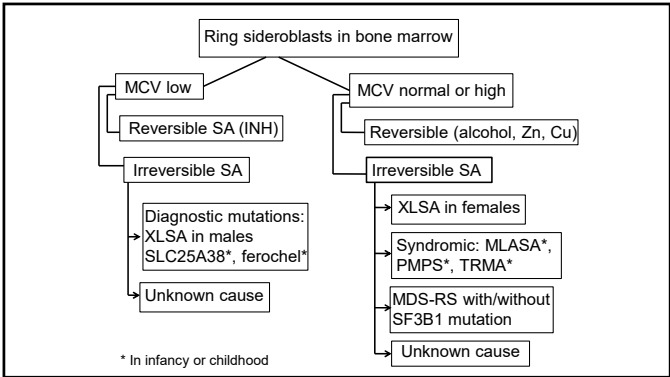 Ring sideroblasts in bone marrow
MCV low
MCV normal or high
Reversible SA (INH)
Reversible (alcohol, Zn, Cu)
Irreversible SA
Irreversible SA
Diagnostic mutations:
XLSA in males
SLC25A38*, ferochel*
Unknown cause
XLSA in females
Syndromic: MLASA*,
PMPS*, TRMA*
MDS-RS with/without
SF3B1 mutation
Unknown cause
* In infancy or childhood